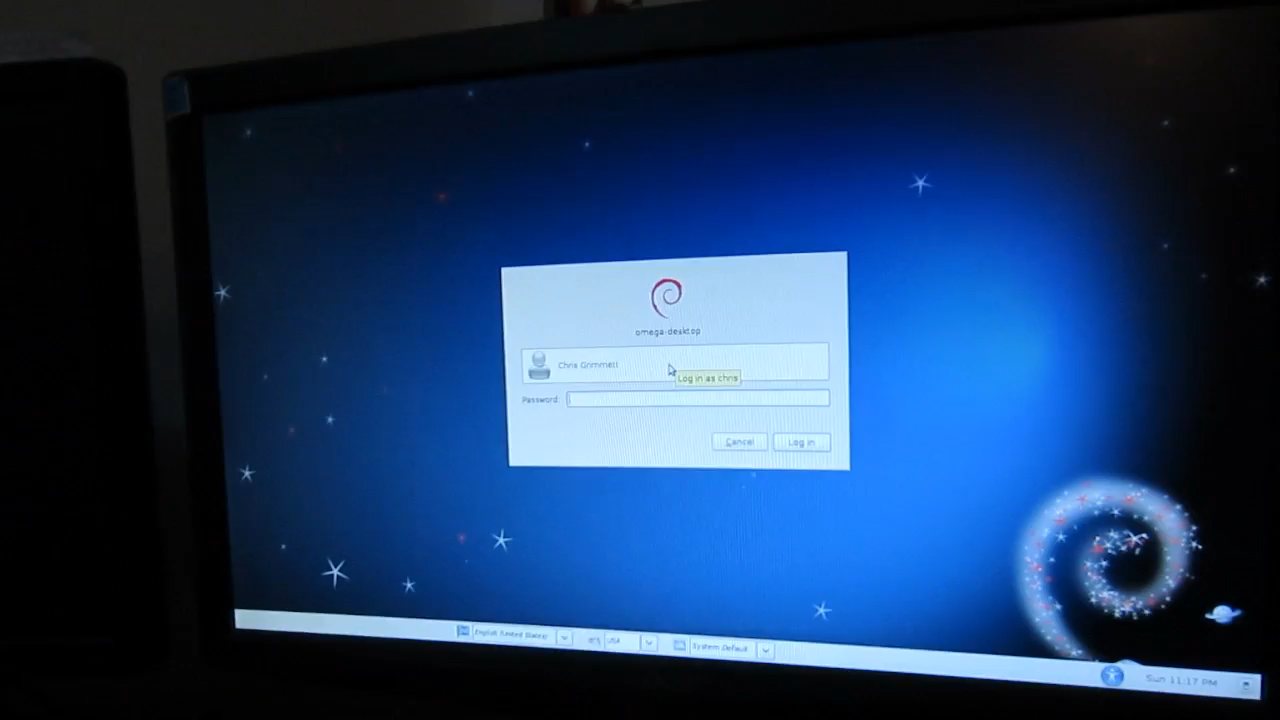 omega-desktop
Chris Grimmett
Log in as chris
Password:
Cancel
Log in
English (United States)
USA
System Default
Sun 11:17 PM